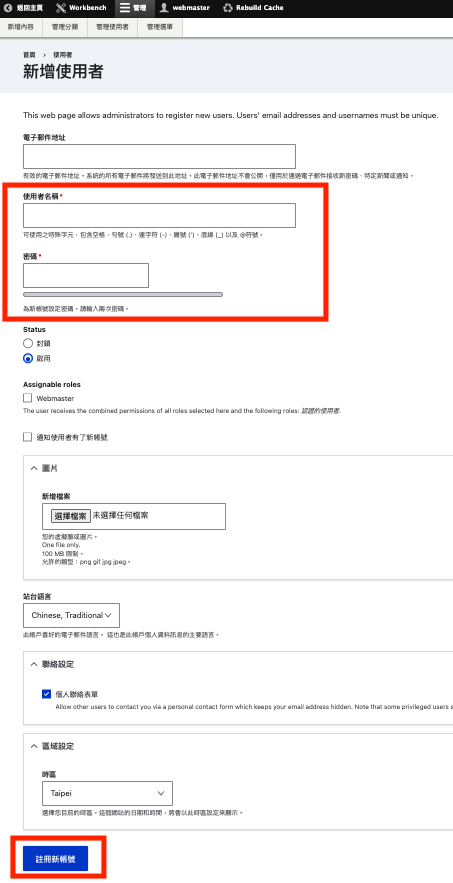 返回主頁 Workbench 管理 webmaster Rebuild Cache
新增內容 管理分類 管理使用者 管理選單
首頁 › 使用者
新增使用者
This web page allows administrators to register new users. Users' email addresses and usernames must be unique.
電子郵件地址
有效的電子郵件地址。系統的所有電子郵件將發送到此地址。此電子郵件地址不會公開，僅用於通過電子郵件接收新密碼、特定新聞或通知。
使用者名稱*
可使用之特殊字元，包含空格、句號 (.)、連字符 (-)、撇號 (')、底線 (_) 以及 @符號。
密碼*
為新帳號設定密碼。請輸入兩次密碼。
Status
封鎖
啟用
Assignable roles
Webmaster
The user receives the combined permissions of all roles selected here and the following roles: 認證的使用者.
通知使用者有了新帳號
圖片
新增檔案
選擇檔案 未選擇任何檔案
您的虛擬臉或圖片。
One file only.
100 MB 限制。
允許的類型：png gif jpg jpeg。
站台語言
Chinese, Traditional
此帳戶喜好的電子郵件語言。 這也是此帳戶個人資料訊息的主要語言。
聯絡設定
個人聯絡表單
Allow other users to contact you via a personal contact form which keeps your email address hidden. Note that some privileged users s
區域設定
時區
Taipei
選擇您目前的時區。這個網站的日期和時間，將會以此時區設定來顯示。
註冊新帳號